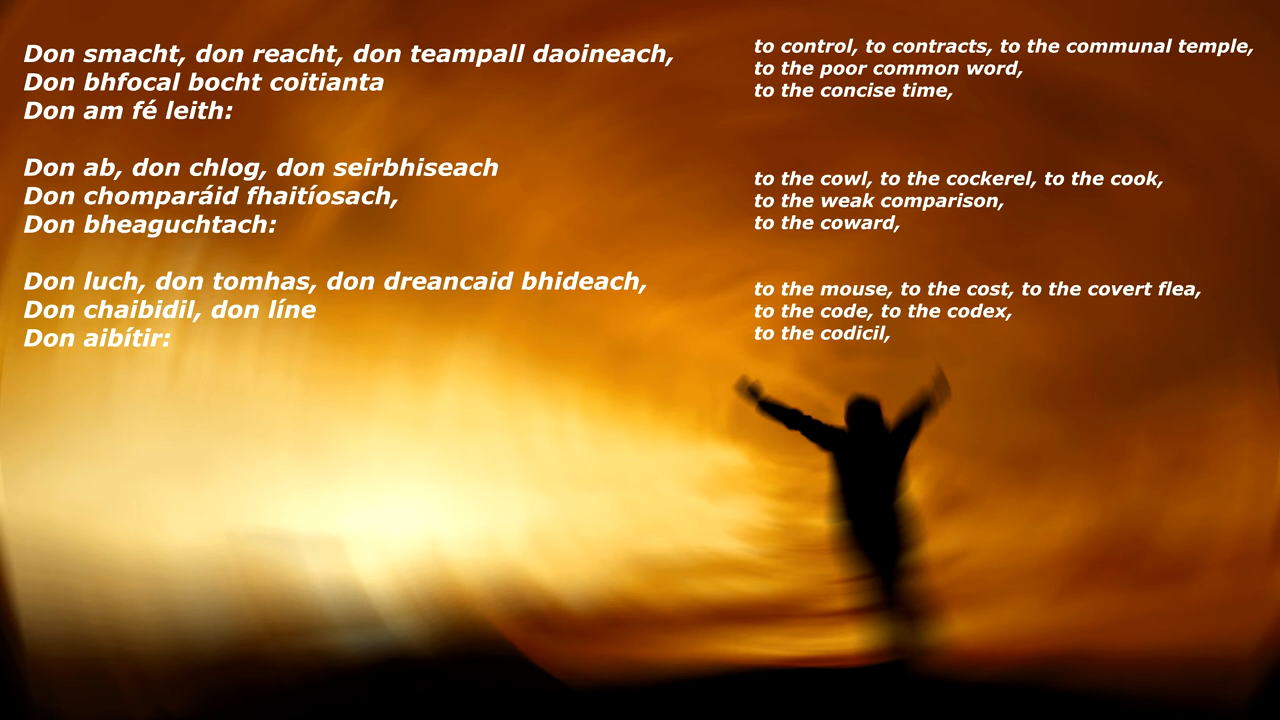 Don smacht, don reacht, don teampall daoineach,
Don bhfocal bocht coitianta
Don am fé leith:
Don ab, don chlog, don seirbhiseach
Don chomparáid fhaitíosach,
Don bheaguchtach:
Don luch, don tomhas, don dreancaid bhideach,
Don chaibidil, don líne
Don aibítir:
to control, to contracts, to the communal temple,
to the poor common word,
to the concise time,
to the cowl, to the cockerel, to the cook,
to the weak comparison,
to the coward,
to the mouse, to the cost, to the covert flea,
to the code, to the codex,
to the codicil,